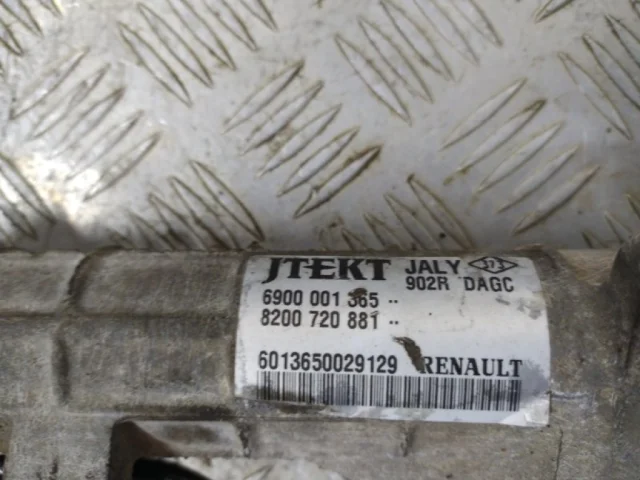 JTEKT JALY
902R DAGC
6900 001 365 --
8200 720 881 --
6013650029129 RENAULT